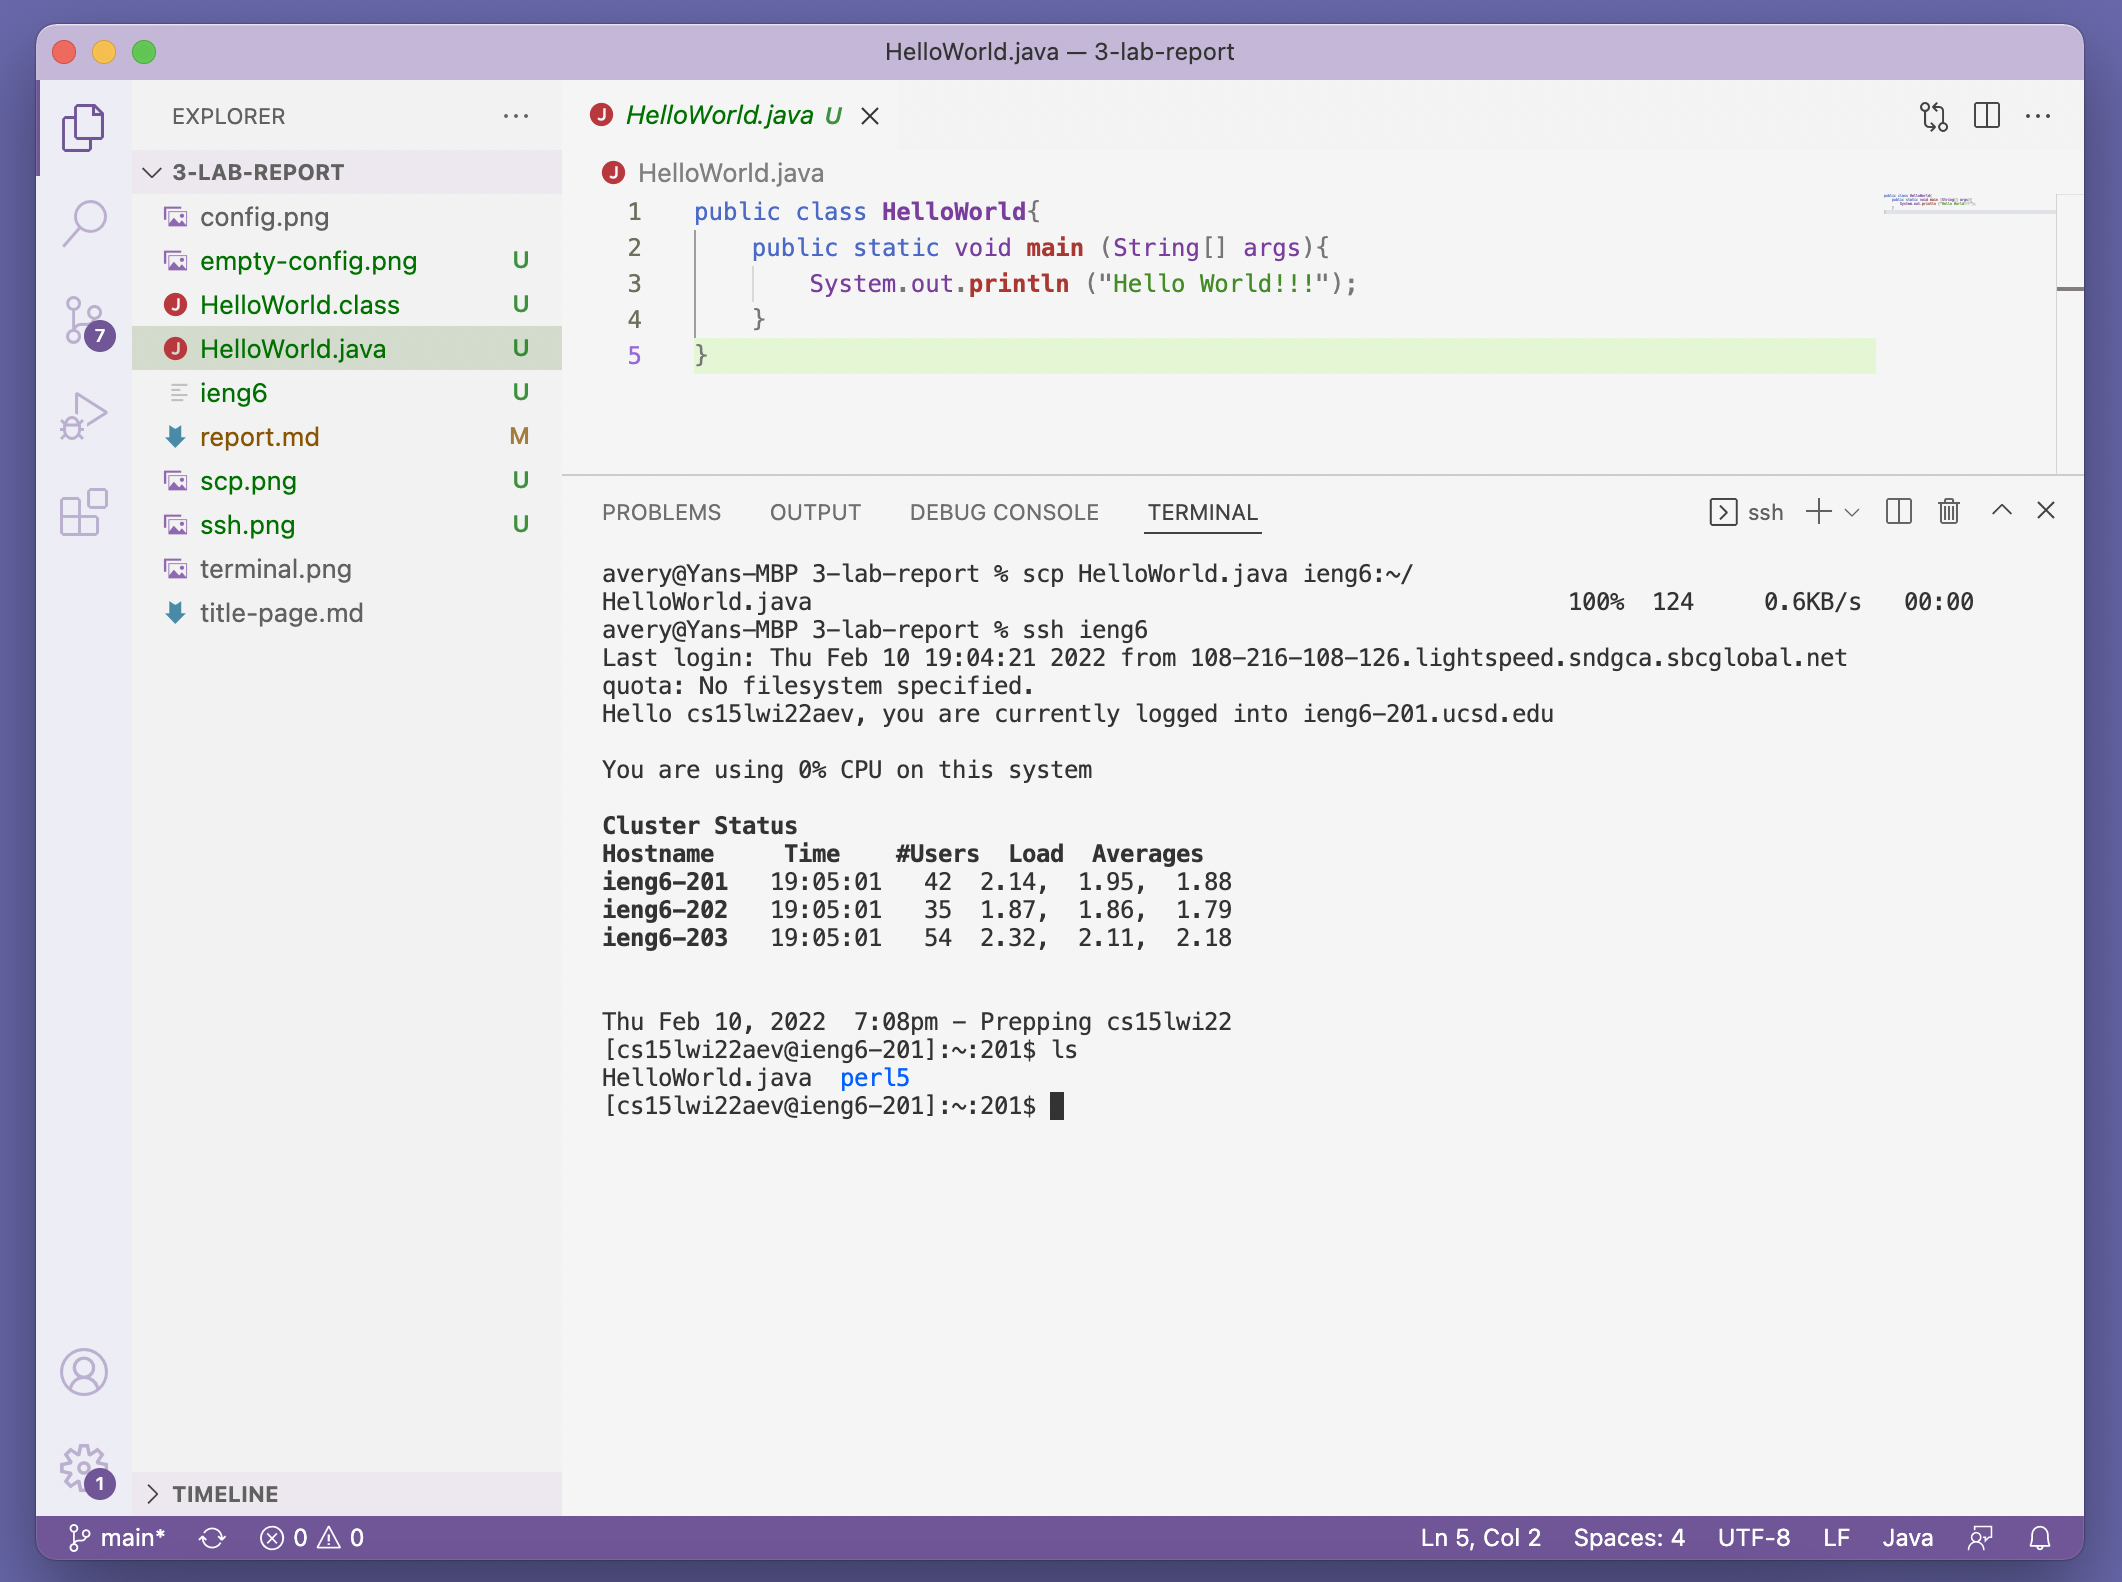 HelloWorld.java — 3-lab-report
EXPLORER
3-LAB-REPORT
config.png
empty-config.png U
HelloWorld.class U
HelloWorld.java U
ieng6 U
report.md M
scp.png U
ssh.png U
terminal.png
title-page.md
TIMELINE
7
1
HelloWorld.java U
HelloWorld.java
1 public class HelloWorld{
2     public static void main (String[] args){
3         System.out.println ("Hello World!!!");
4     }
5 }
PROBLEMS OUTPUT DEBUG CONSOLE TERMINAL ssh
avery@Yans-MBP 3-lab-report % scp HelloWorld.java ieng6:~/
HelloWorld.java 100% 124 0.6KB/s 00:00
avery@Yans-MBP 3-lab-report % ssh ieng6
Last login: Thu Feb 10 19:04:21 2022 from 108-216-108-126.lightspeed.sndgca.sbcglobal.net
quota: No filesystem specified.
Hello cs15lwi22aev, you are currently logged into ieng6-201.ucsd.edu
You are using 0% CPU on this system
Cluster Status
Hostname Time #Users Load Averages
ieng6-201 19:05:01 42 2.14, 1.95, 1.88
ieng6-202 19:05:01 35 1.87, 1.86, 1.79
ieng6-203 19:05:01 54 2.32, 2.11, 2.18
Thu Feb 10, 2022 7:08pm - Prepping cs15lwi22
[cs15lwi22aev@ieng6-201]:~:201$ ls
HelloWorld.java perl5
[cs15lwi22aev@ieng6-201]:~:201$
main* 0 0 Ln 5, Col 2 Spaces: 4 UTF-8 LF Java